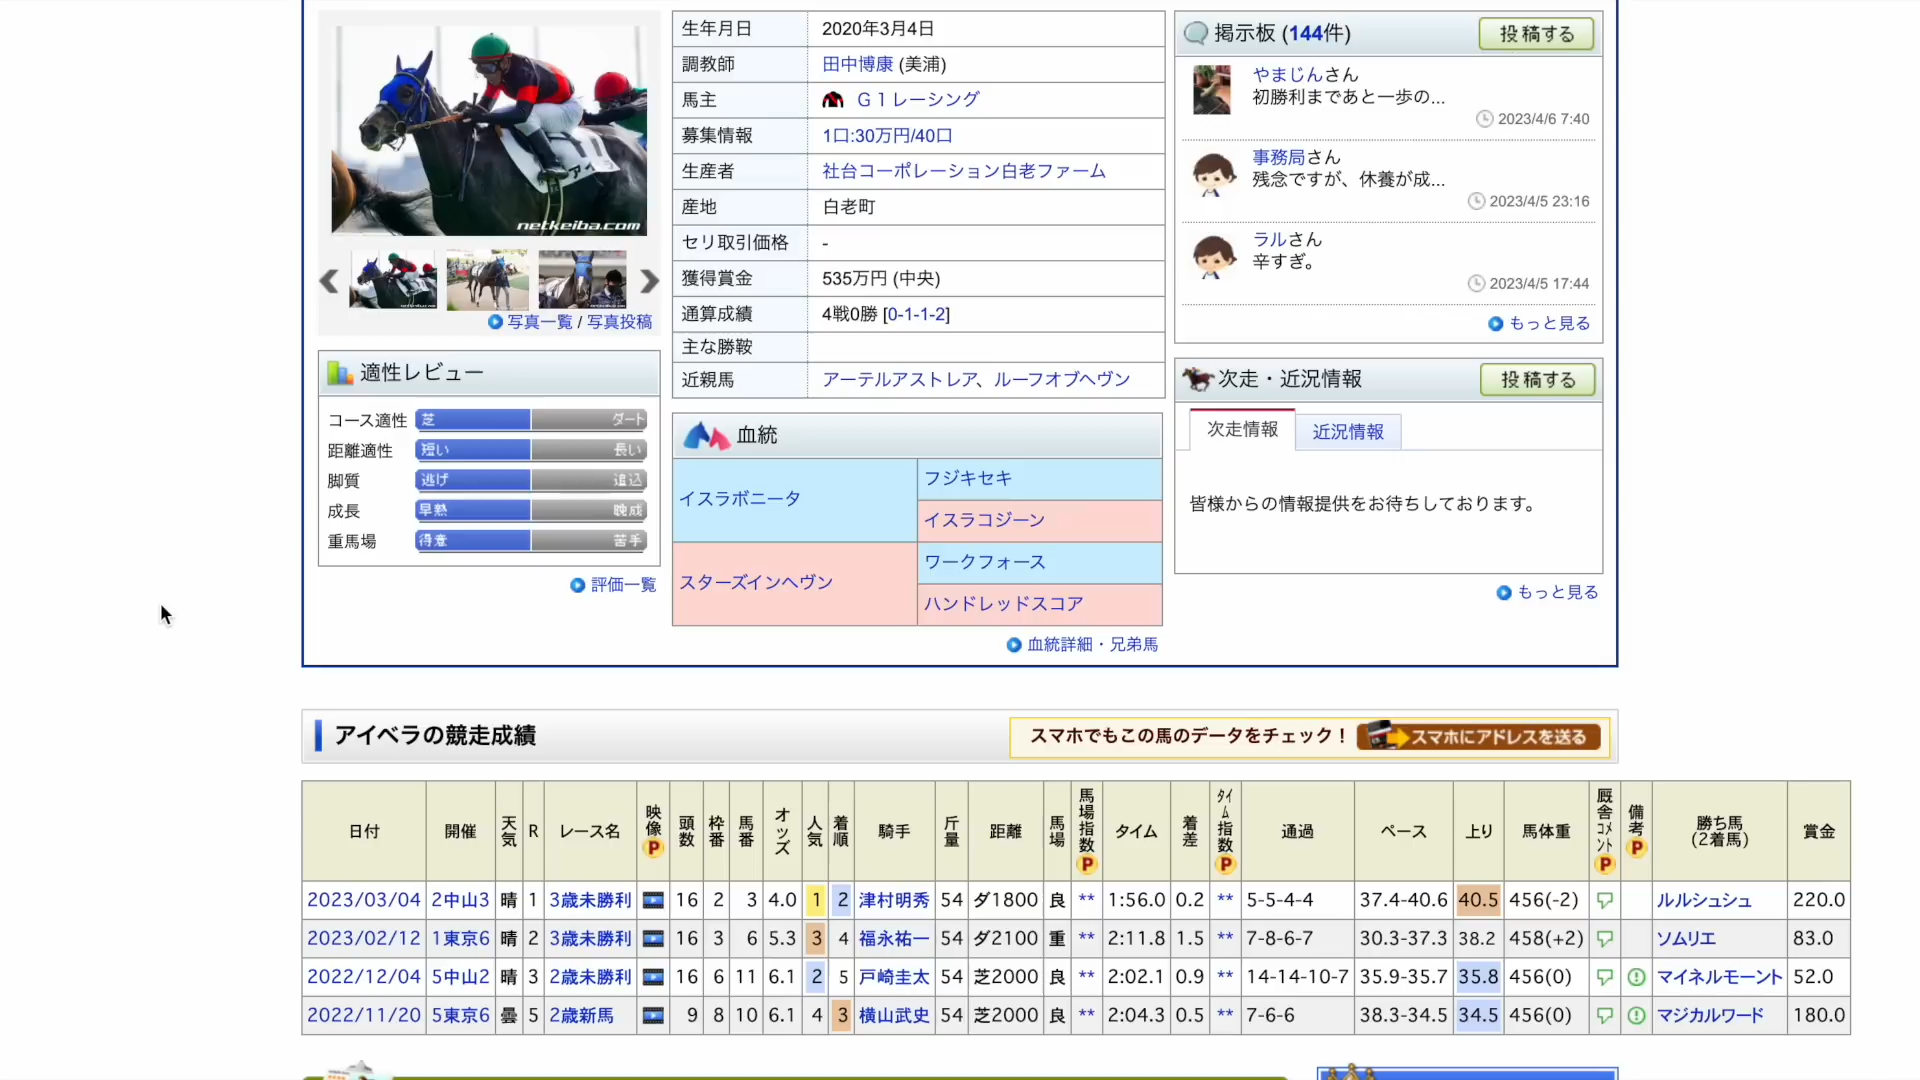 netkeiba.com
写真一覧 / 写真投稿
適性レビュー
コース適性 芝 ダート
距離適性 短い 長い
脚質 逃げ 追込
成長 早熟 晩成
重馬場 得意 苦手
評価一覧
生年月日 2020年3月4日
調教師 田中博康 (美浦)
馬主 G1レーシング
募集情報 1口:30万円/40口
生産者 社台コーポレーション白老ファーム
産地 白老町
セリ取引価格 -
獲得賞金 535万円 (中央)
通算成績 4戦0勝 [0-1-1-2]
主な勝鞍
近親馬 アーテルアストレア、ルーフオブヘヴン
血統
イスラボニータ
フジキセキ
イスラコジーン
スターズインヘヴン
ワークフォース
ハンドレッドスコア
血統詳細・兄弟馬
掲示板 (144件) 投稿する
やまじんさん
初勝利まであと一歩の...
2023/4/6 7:40
事務局さん
残念ですが、休養が成...
2023/4/5 23:16
ラルさん
辛すぎ。
2023/4/5 17:44
もっと見る
次走・近況情報 投稿する
次走情報 近況情報
皆様からの情報提供をお待ちしております。
もっと見る
アイベラの競走成績 スマホでもこの馬のデータをチェック！ スマホにアドレスを送る
日付 開催 天気 R レース名 映像P 頭数 枠番 馬番 オッズ 人気 着順 騎手 斤量 距離 馬場 馬場指数P タイム 着差 タイム指数P 通過 ペース 上り 馬体重 厩舎コメントP 備考P 勝ち馬(2着馬) 賞金
2023/03/04 2中山3 晴 1 3歳未勝利 16 2 3 4.0 1 2 津村明秀 54 ダ1800 良 ** 1:56.0 0.2 ** 5-5-4-4 37.4-40.6 40.5 456(-2) ルルシュシュ 220.0
2023/02/12 1東京6 晴 2 3歳未勝利 16 3 6 5.3 3 4 福永祐一 54 ダ2100 重 ** 2:11.8 1.5 ** 7-8-6-7 30.3-37.3 38.2 458(+2) ソムリエ 83.0
2022/12/04 5中山2 晴 3 2歳未勝利 16 6 11 6.1 2 5 戸崎圭太 54 芝2000 良 ** 2:02.1 0.9 ** 14-14-10-7 35.9-35.7 35.8 456(0) マイネルモーント 52.0
2022/11/20 5東京6 曇 5 2歳新馬 9 8 10 6.1 4 3 横山武史 54 芝2000 良 ** 2:04.3 0.5 ** 7-6-6 38.3-34.5 34.5 456(0) マジカルワード 180.0